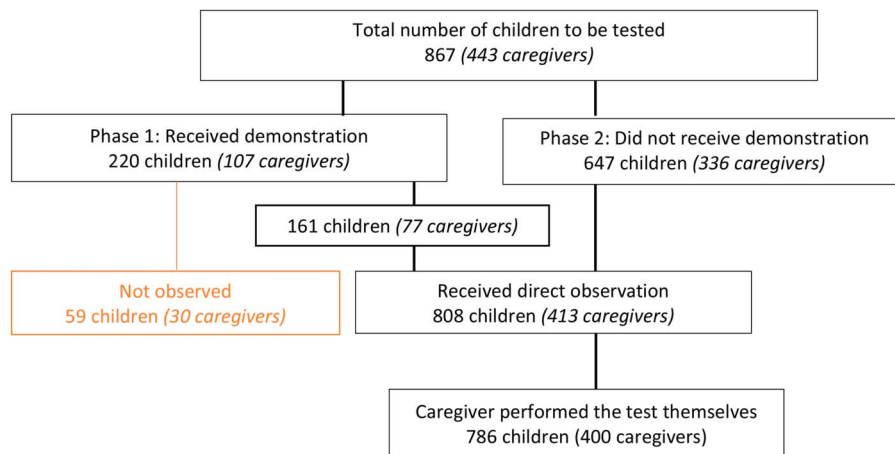 Total number of children to be tested
867 (443 caregivers)
Phase 1: Received demonstration
220 children (107 caregivers)
Phase 2: Did not receive demonstration
647 children (336 caregivers)
161 children (77 caregivers)
Not observed
59 children (30 caregivers)
Received direct observation
808 children (413 caregivers)
Caregiver performed the test themselves
786 children (400 caregivers)